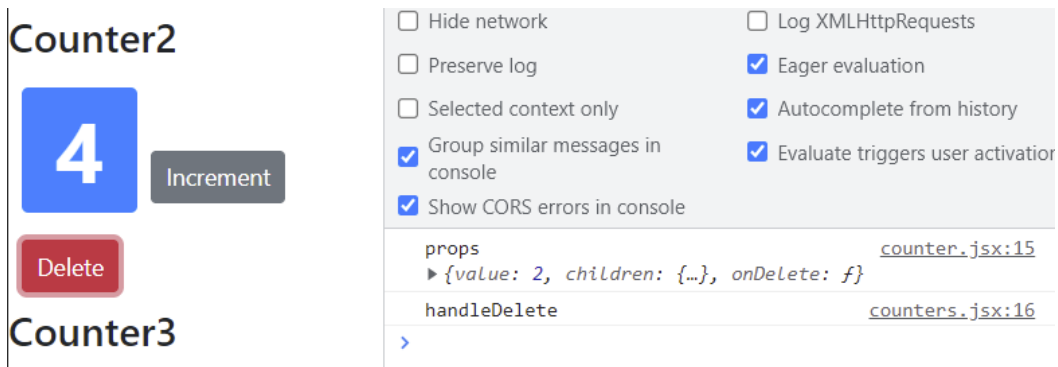 Counter2
4
Increment
Delete
Counter3
Hide network
Log XMLHttpRequests
Preserve log
Eager evaluation
Selected context only
Autocomplete from history
Group similar messages in
console
Evaluate triggers user activation
Show CORS errors in console
props counter.jsx:15
▶{value: 2, children: {…}, onDelete: ƒ}
handleDelete counters.jsx:16
>